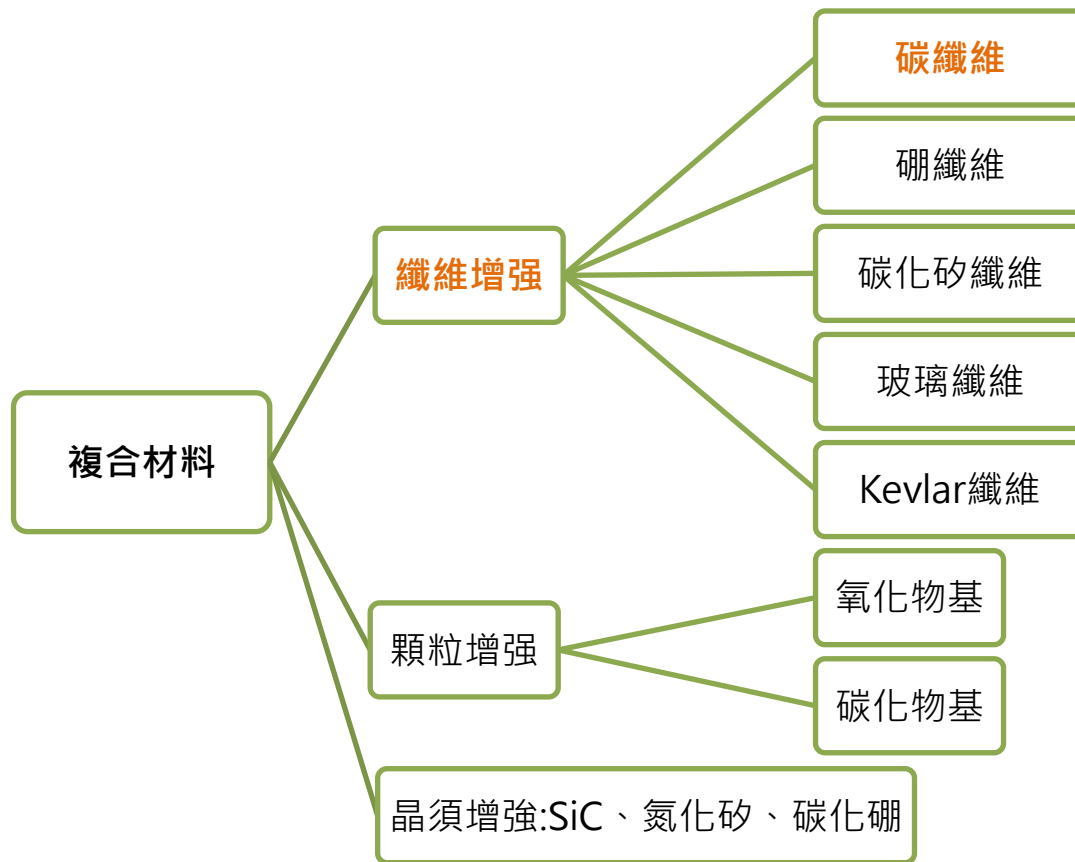 複合材料
纖維增强
碳纖維
硼纖維
碳化矽纖維
玻璃纖維
Kevlar纖維
顆粒增强
氧化物基
碳化物基
晶須增強:SiC、氮化矽、碳化硼